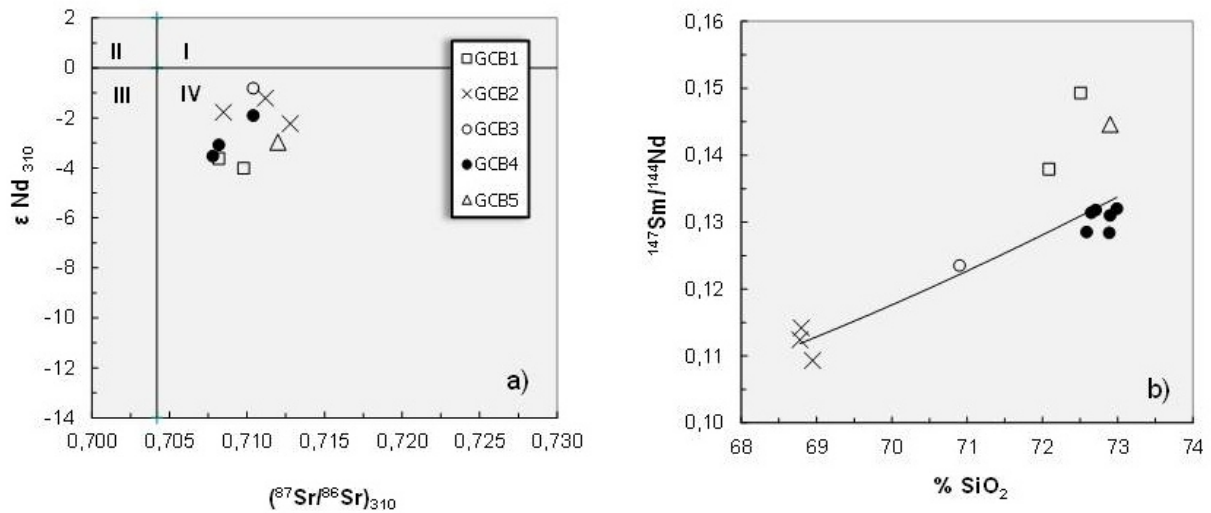 2
0
-2
-4
-6
-8
-10
-12
-14
ε Nd 310
II
I
III
IV
GCB1
GCB2
GCB3
GCB4
GCB5
a)
0,700 0,705 0,710 0,715 0,720 0,725 0,730
(⁸⁷Sr/⁸⁶Sr)₃₁₀
0,16
0,15
0,14
0,13
0,12
0,11
0,10
¹⁴⁷Sm/¹⁴⁴Nd
b)
68 69 70 71 72 73 74
% SiO₂